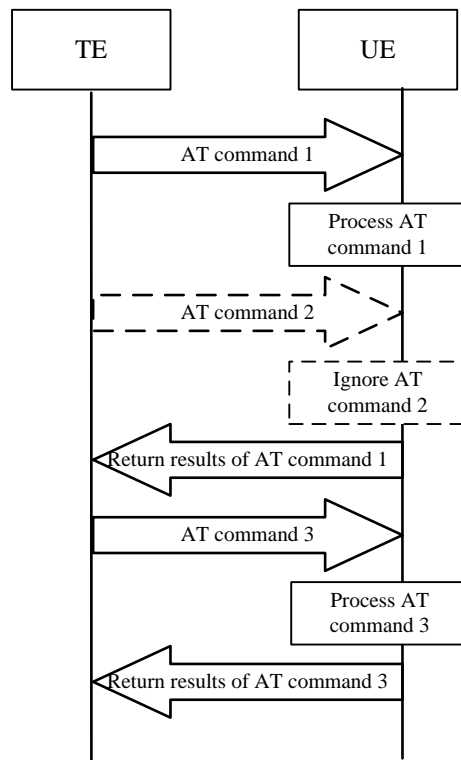 TE
UE
AT command 1
Process AT
command 1
AT command 2
Ignore AT
command 2
Return results of AT command 1
AT command 3
Process AT
command 3
Return results of AT command 3